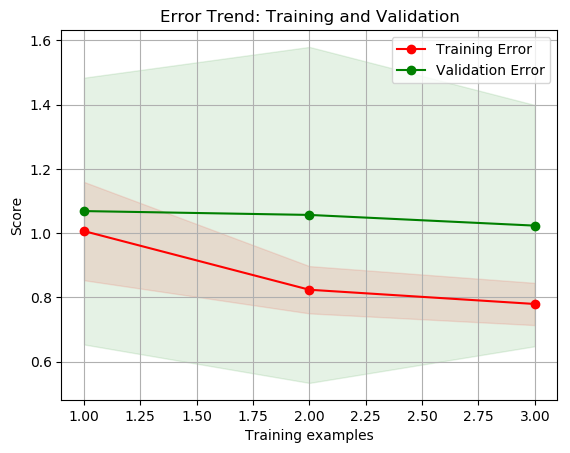 Error Trend: Training and Validation
1.6
1.4
1.2
1.0
0.8
0.6
Score
Training Error
Validation Error
1.00 1.25 1.50 1.75 2.00 2.25 2.50 2.75 3.00
Training examples